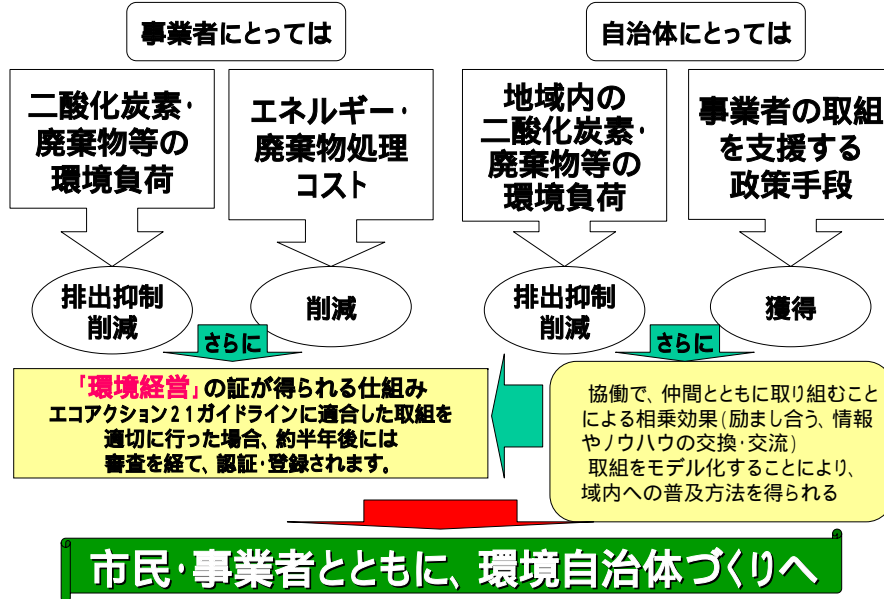 事業者にとっては
自治体にとっては
二酸化炭素・
廃棄物等の
環境負荷
エネルギー・
廃棄物処理
コスト
地域内の
二酸化炭素・
廃棄物等の
環境負荷
事業者の取組
を支援する
政策手段
排出抑制
削減
削減
排出抑制
削減
獲得
さらに
さらに
「環境経営」の証が得られる仕組み
エコアクション21ガイドラインに適合した取組を
適切に行った場合、約半年後には
審査を経て、認証・登録されます。
協働で、仲間とともに取り組むこと
による相乗効果(励まし合う、情報
やノウハウの交換・交流)
取組をモデル化することにより、
域内への普及方法を得られる
市民・事業者とともに、環境自治体づくりへ